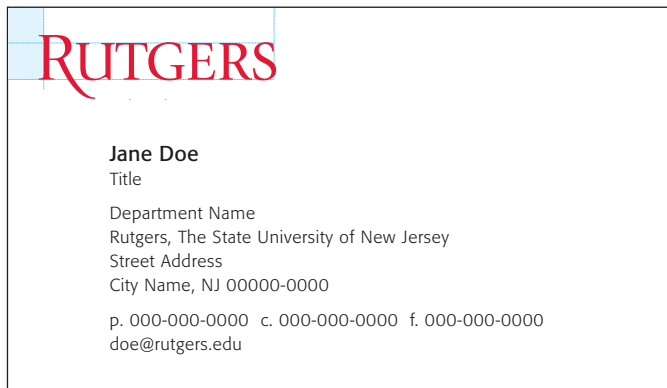 RUTGERS
Jane Doe
Title
Department Name
Rutgers, The State University of New Jersey
Street Address
City Name, NJ 00000-0000
p. 000-000-0000 c. 000-000-0000 f. 000-000-0000
doe@rutgers.edu